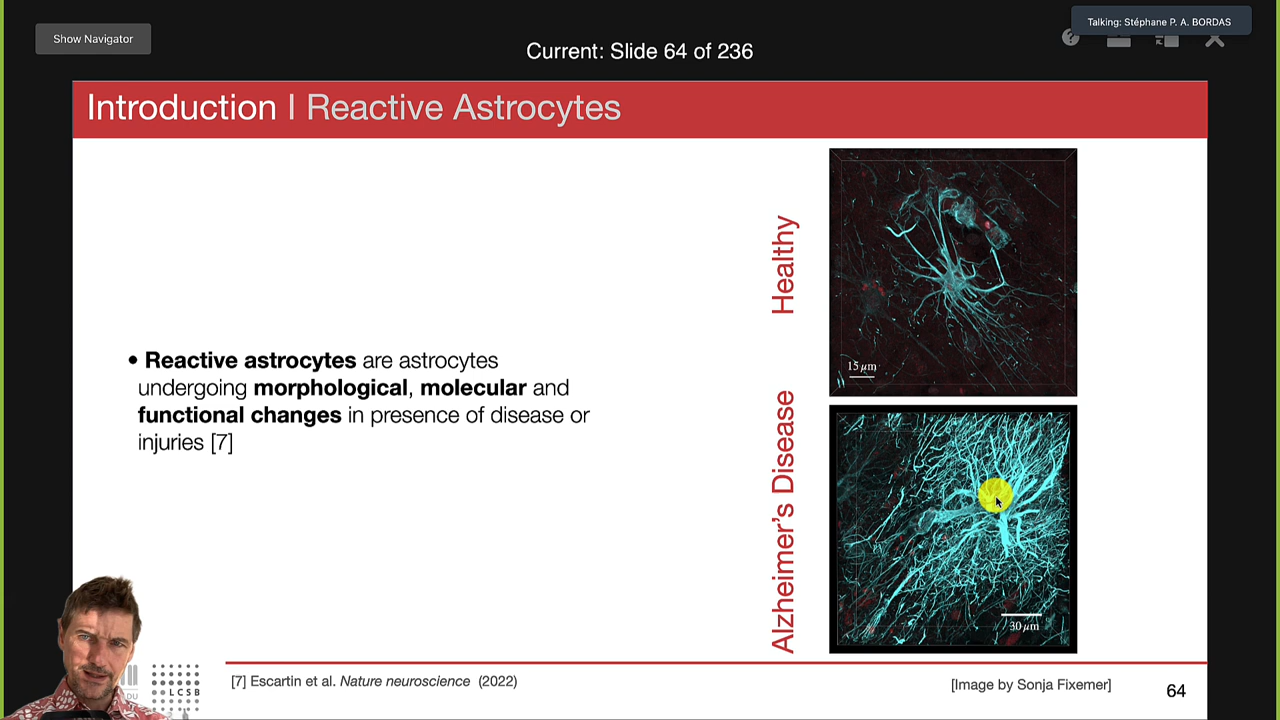 Talking: Stéphane P. A. BORDAS
Show Navigator
Current: Slide 64 of 236
Introduction | Reactive Astrocytes
• Reactive astrocytes are astrocytes
undergoing morphological, molecular and
functional changes in presence of disease or
injuries [7]
Healthy
15 μm
Alzheimer's Disease
30 μm
DU
LCSB
[7] Escartin et al. Nature neuroscience (2022)
[Image by Sonja Fixemer]
64